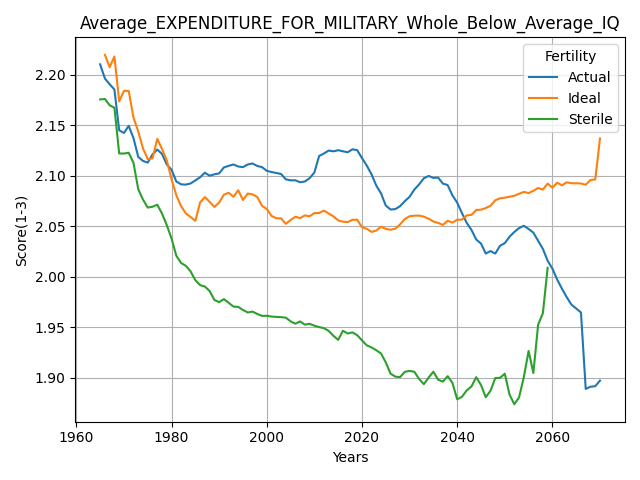 Average_EXPENDITURE_FOR_MILITARY_Whole_Below_Average_IQ
Fertility
Actual
Ideal
Sterile
Score(1-3)
2.20
2.15
2.10
2.05
2.00
1.95
1.90
1960
1980
2000
2020
2040
2060
Years